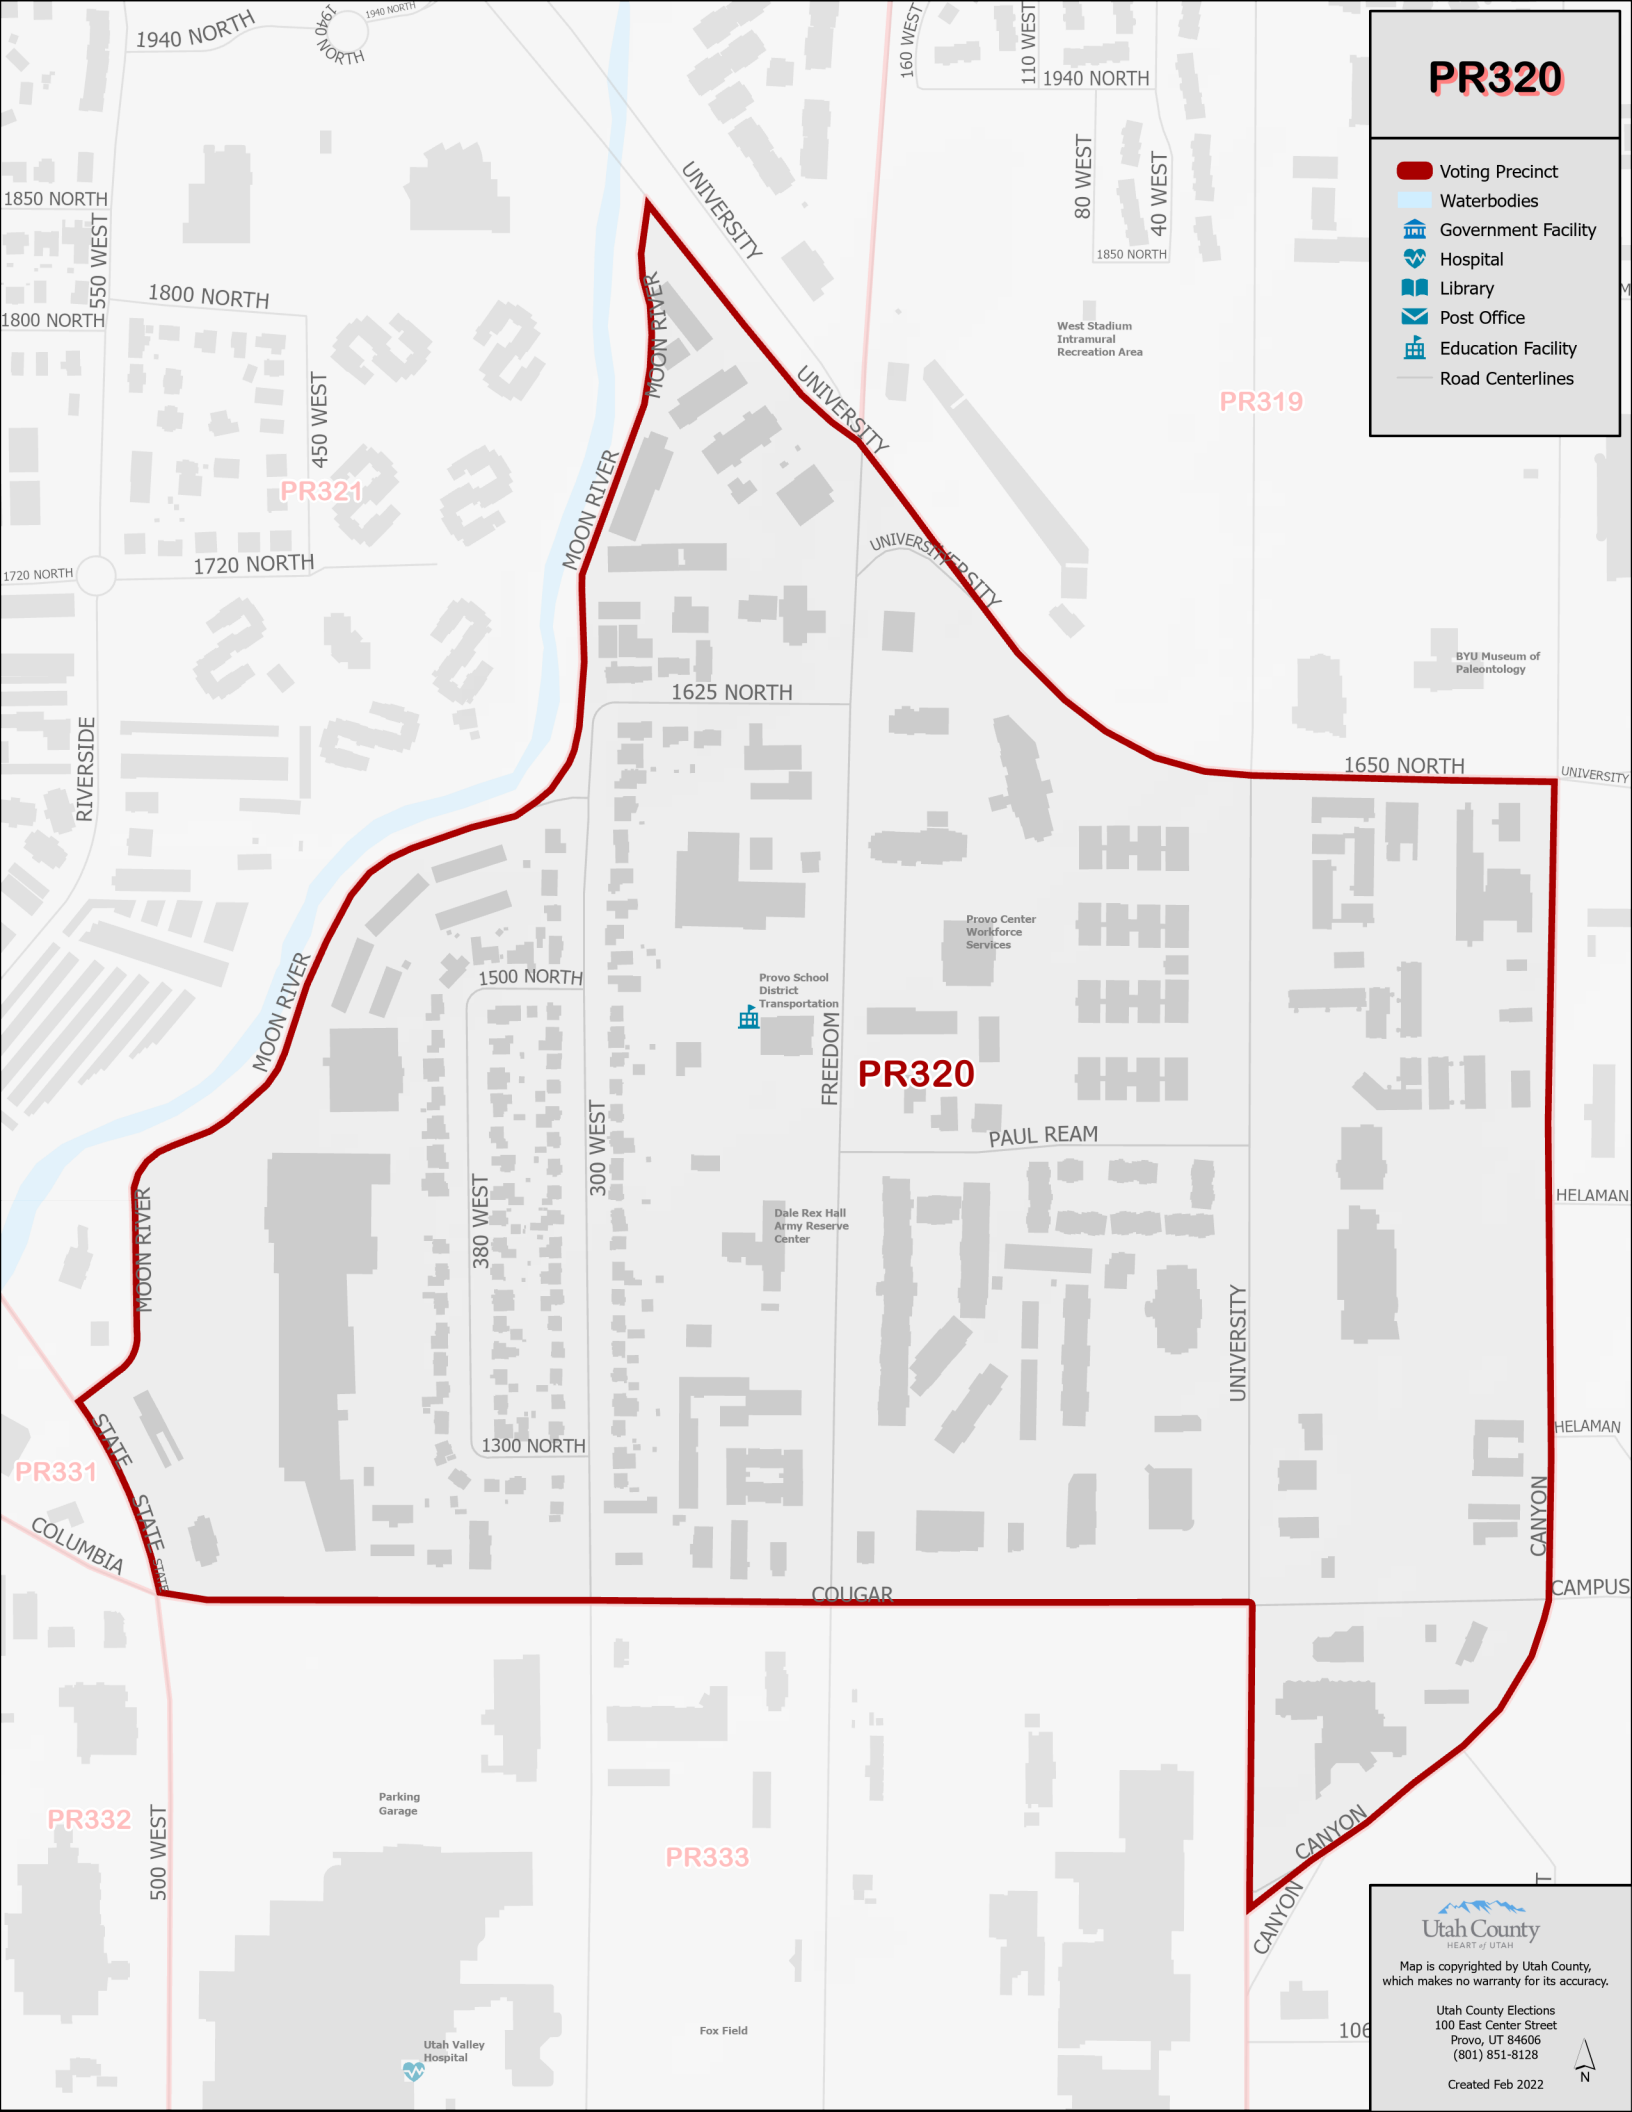 1940 NORTH
1940
NORTH
1940 NORTH
160 WEST
110 WEST
1940 NORTH
80 WEST
40 WEST
1850 NORTH
PR320
Voting Precinct
Waterbodies
Government Facility
Hospital
Library
Post Office
Education Facility
Road Centerlines
1850 NORTH
550 WEST
1800 NORTH
1800 NORTH
450 WEST
UNIVERSITY
MOON RIVER
MOON RIVER
UNIVERSITY
West Stadium
Intramural
Recreation Area
PR319
PR321
MOON RIVER
UNIVERSITY
UNIVERSITY
1720 NORTH
1720 NORTH
BYU Museum of
Paleontology
1625 NORTH
RIVERSIDE
1650 NORTH
UNIVERSITY
Provo Center
Workforce
Services
1500 NORTH
Provo School
District
Transportation
MOON RIVER
FREEDOM
PR320
300 WEST
PAUL REAM
380 WEST
MOON RIVER
HELAMAN
Dale Rex Hall
Army Reserve
Center
UNIVERSITY
STATE
HELAMAN
1300 NORTH
PR331
STATE
CANYON
COLUMBIA
STATE
COUGAR
CAMPUS
Parking
Garage
PR332
500 WEST
PR333
CANYON
CANYON
Fox Field
Utah Valley
Hospital
106
Utah County
HEART of UTAH
Map is copyrighted by Utah County,
which makes no warranty for its accuracy.
Utah County Elections
100 East Center Street
Provo, UT 84606
(801) 851-8128
Created Feb 2022
N